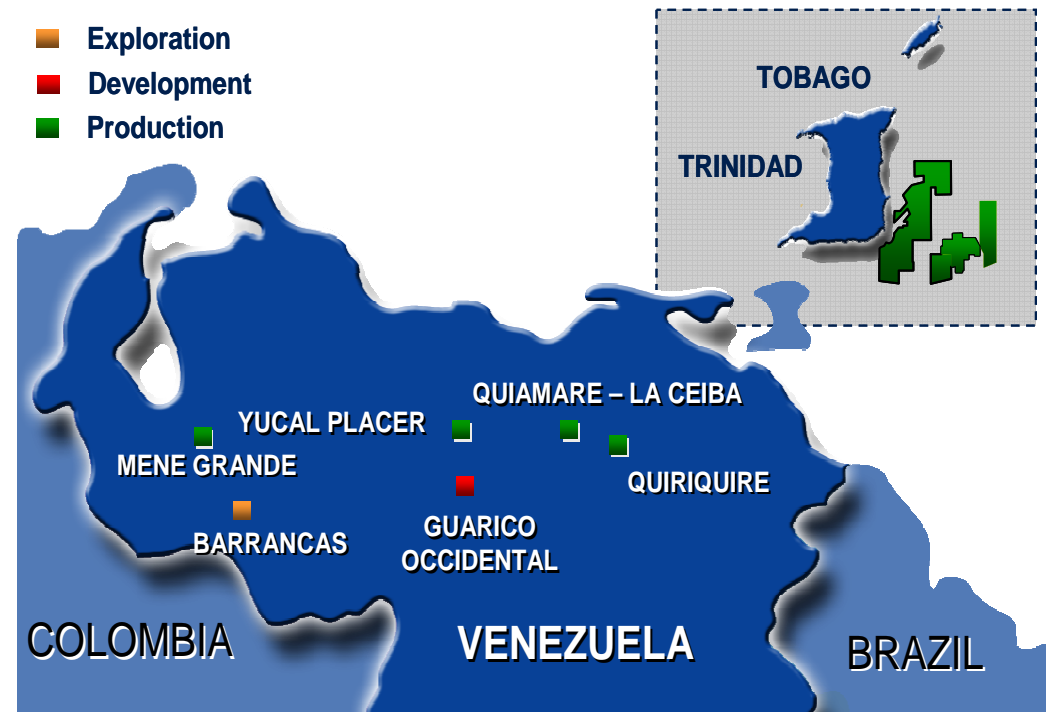 Exploration
Development
Production
TOBAGO
TRINIDAD
QUIAMARE – LA CEIBA
YUCAL PLACER
MENE GRANDE
QUIRIQUIRE
BARRANCAS
GUARICO
OCCIDENTAL
COLOMBIA
VENEZUELA
BRAZIL